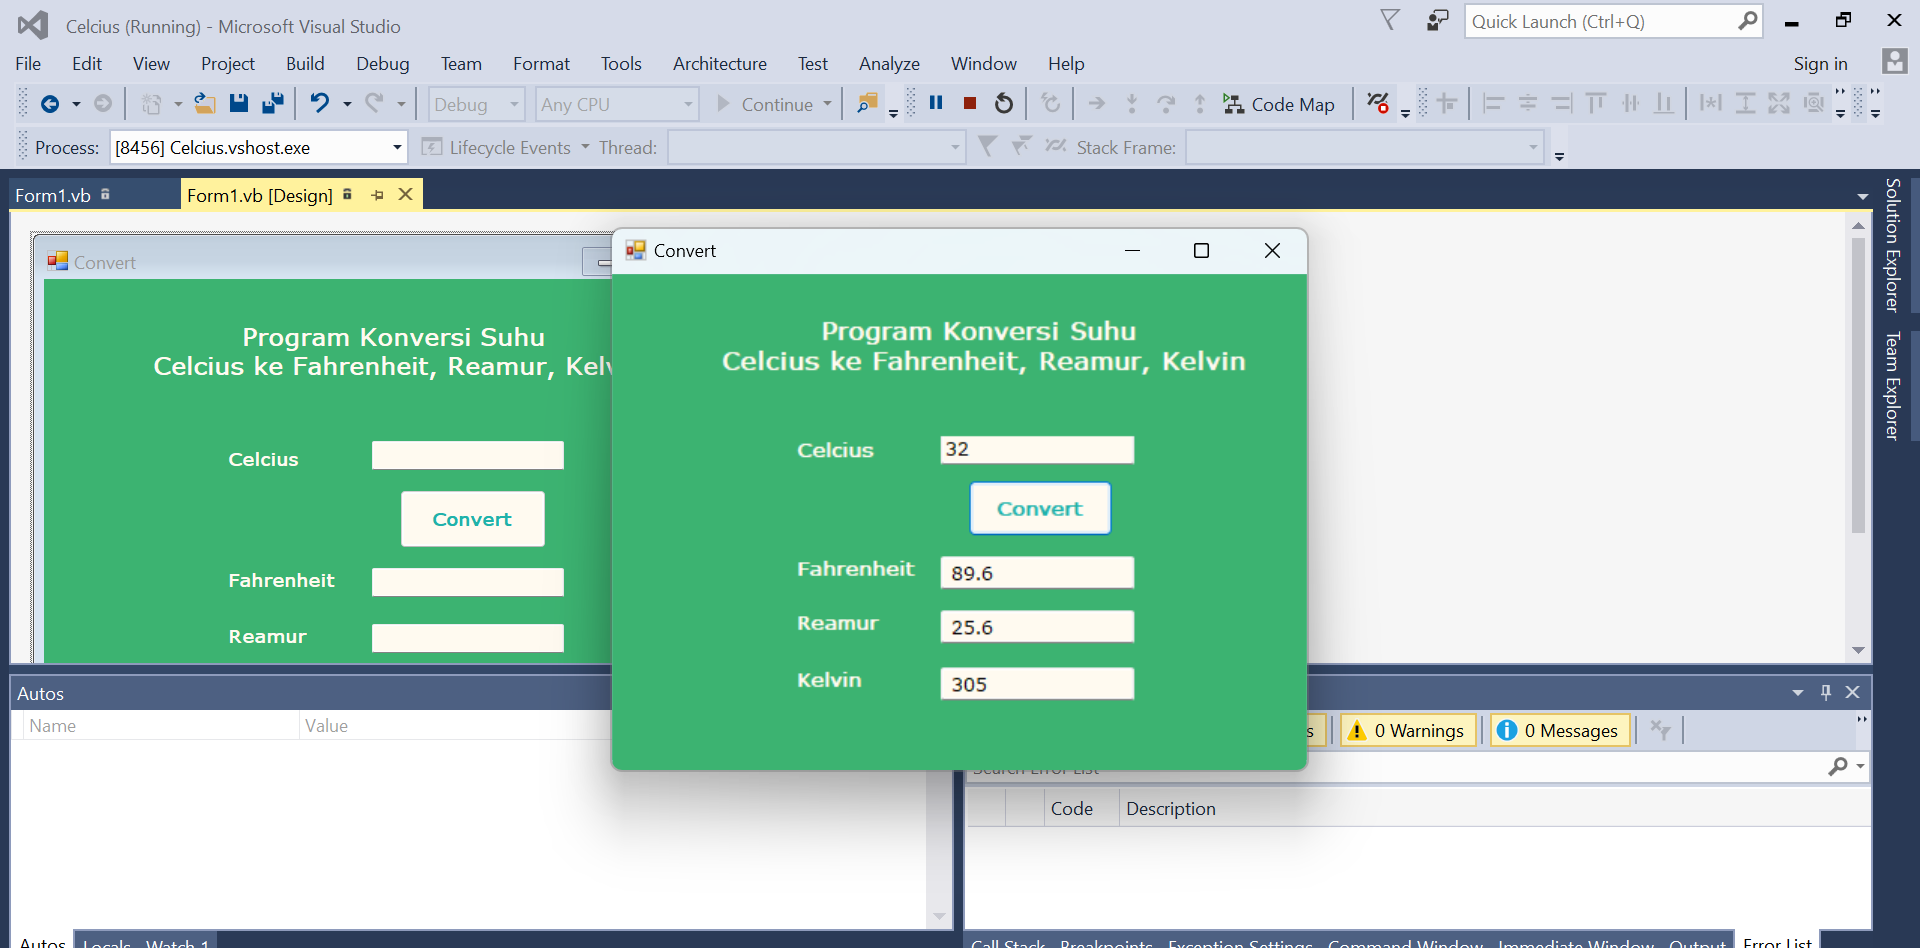 Celcius (Running) - Microsoft Visual Studio
Quick Launch (Ctrl+Q)
File Edit View Project Build Debug Team Format Tools Architecture Test Analyze Window Help Sign in
Debug Any CPU Continue Code Map
Process: [8456] Celcius.vshost.exe Lifecycle Events Thread: Stack Frame:
Form1.vb Form1.vb [Design]
Solution Explorer
Team Explorer
Convert
Program Konversi Suhu
Celcius ke Fahrenheit, Reamur,
Celcius
Convert
Fahrenheit
Reamur
Convert
Program Konversi Suhu
Celcius ke Fahrenheit, Reamur, Kelvin
Celcius 32
Convert
Fahrenheit 89.6
Reamur 25.6
Kelvin 305
Autos
Name Value
0 Warnings 0 Messages
Search Error List
Code Description
Autos Locals Watch 1
Call Stack Breakpoints Exception Settings Command Window Immediate Window Output Error List